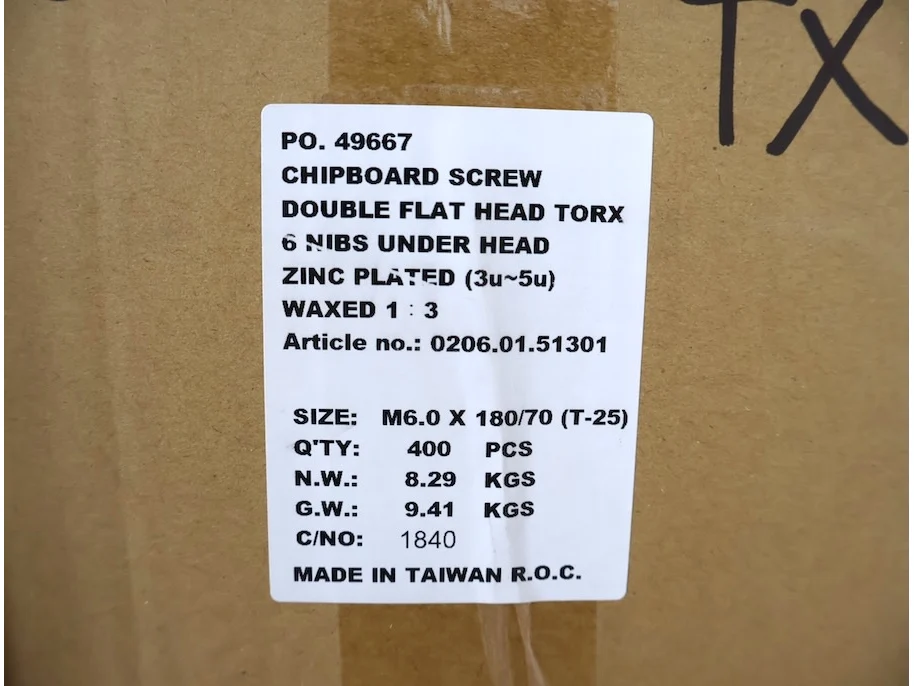 TX
PO. 49667
CHIPBOARD SCREW
DOUBLE FLAT HEAD TORX
6 NIBS UNDER HEAD
ZINC PLATED (3u~5u)
WAXED 1 : 3
Article no.: 0206.01.51301
SIZE: M6.0 X 180/70 (T-25)
Q'TY: 400 PCS
N.W.: 8.29 KGS
G.W.: 9.41 KGS
C/NO: 1840
MADE IN TAIWAN R.O.C.